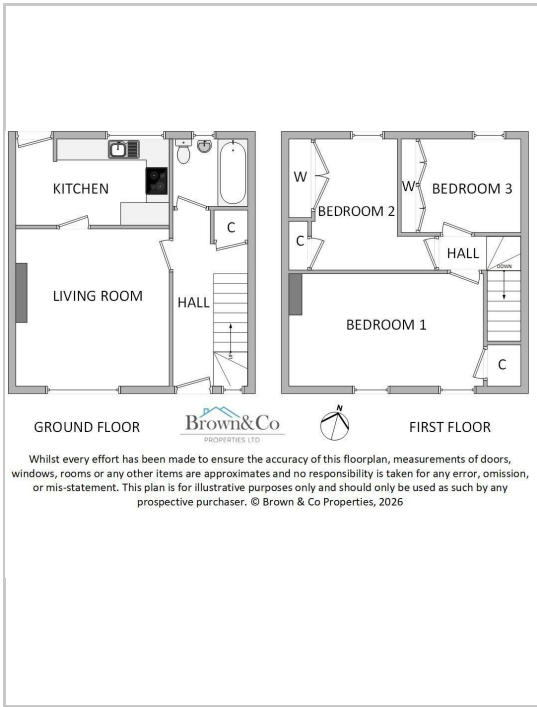 KITCHEN
C
LIVING ROOM
HALL
W
BEDROOM 2
C
W
BEDROOM 3
HALL
DOWN
BEDROOM 1
C
GROUND FLOOR
Brown&Co
PROPERTIES LTD
N
FIRST FLOOR
Whilst every effort has been made to ensure the accuracy of this floorplan, measurements of doors,
windows, rooms or any other items are approximates and no responsibility is taken for any error, omission,
or mis-statement. This plan is for illustrative purposes only and should only be used as such by any
prospective purchaser. © Brown & Co Properties, 2026